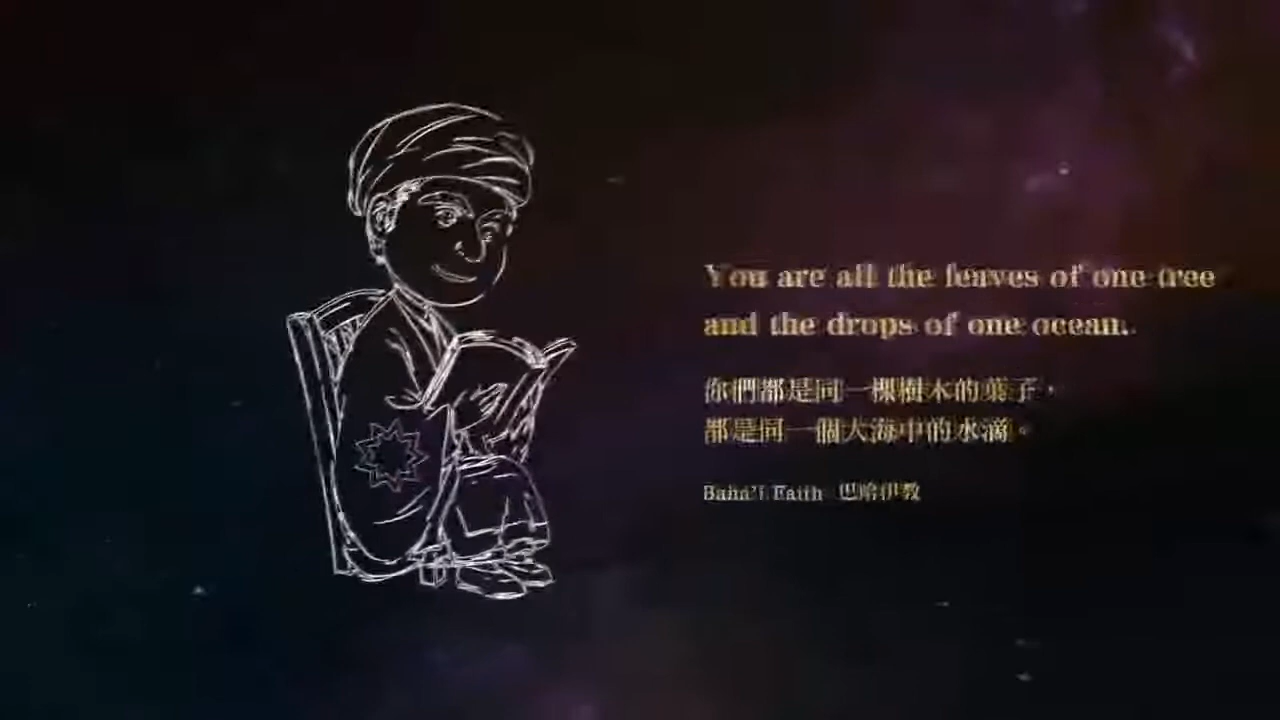 You are all the leaves of one tree
and the drops of one ocean.
你們都是同一棵樹木的葉子，
都是同一個大海中的水滴。
Bahá'í Faith 巴哈伊教